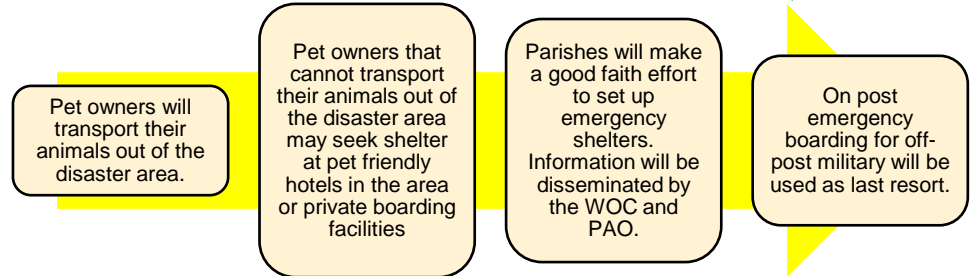 Pet owners will
transport their
animals out of the
disaster area.
Pet owners that
cannot transport
their animals out of
the disaster area
may seek shelter
at pet friendly
hotels in the area
or private boarding
facilities
Parishes will make
a good faith effort
to set up
emergency
shelters.
Information will be
disseminated by
the WOC and
PAO.
On post
emergency
boarding for off-
post military will be
used as last resort.